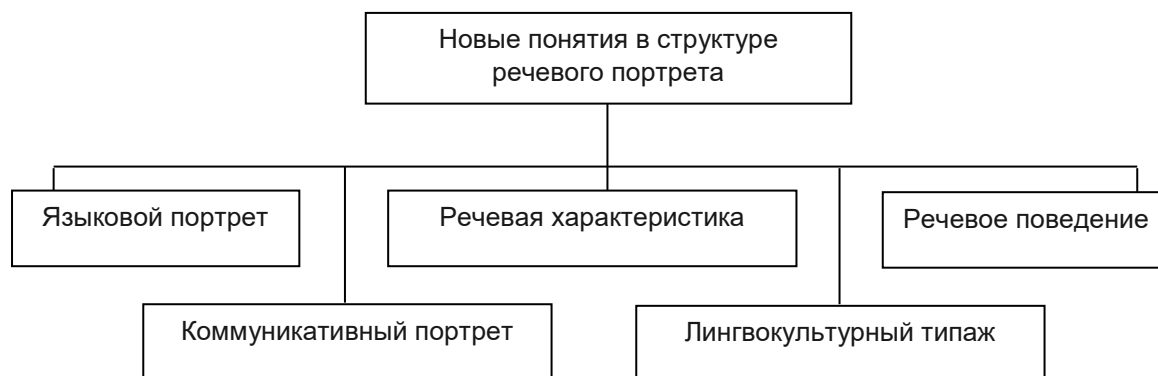 Новые понятия в структуре
речевого портрета
Языковой портрет
Речевая характеристика
Речевое поведение
Коммуникативный портрет
Лингвокультурный типаж